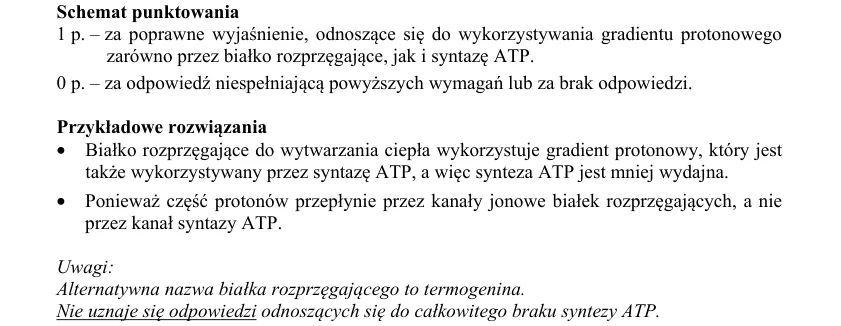 Schemat punktowania
1 p. – za poprawne wyjaśnienie, odnoszące się do wykorzystywania gradientu protonowego
zarówno przez białko rozprzęgające, jak i syntazę ATP.
0 p. – za odpowiedź niespełniającą powyższych wymagań lub za brak odpowiedzi.
Przykładowe rozwiązania
• Białko rozprzęgające do wytwarzania ciepła wykorzystuje gradient protonowy, który jest
także wykorzystywany przez syntazę ATP, a więc synteza ATP jest mniej wydajna.
• Ponieważ część protonów przepłynie przez kanały jonowe białek rozprzęgających, a nie
przez kanał syntazy ATP.
Uwagi:
Alternatywna nazwa białka rozprzęgającego to termogenina.
Nie uznaje się odpowiedzi odnoszących się do całkowitego braku syntezy ATP.